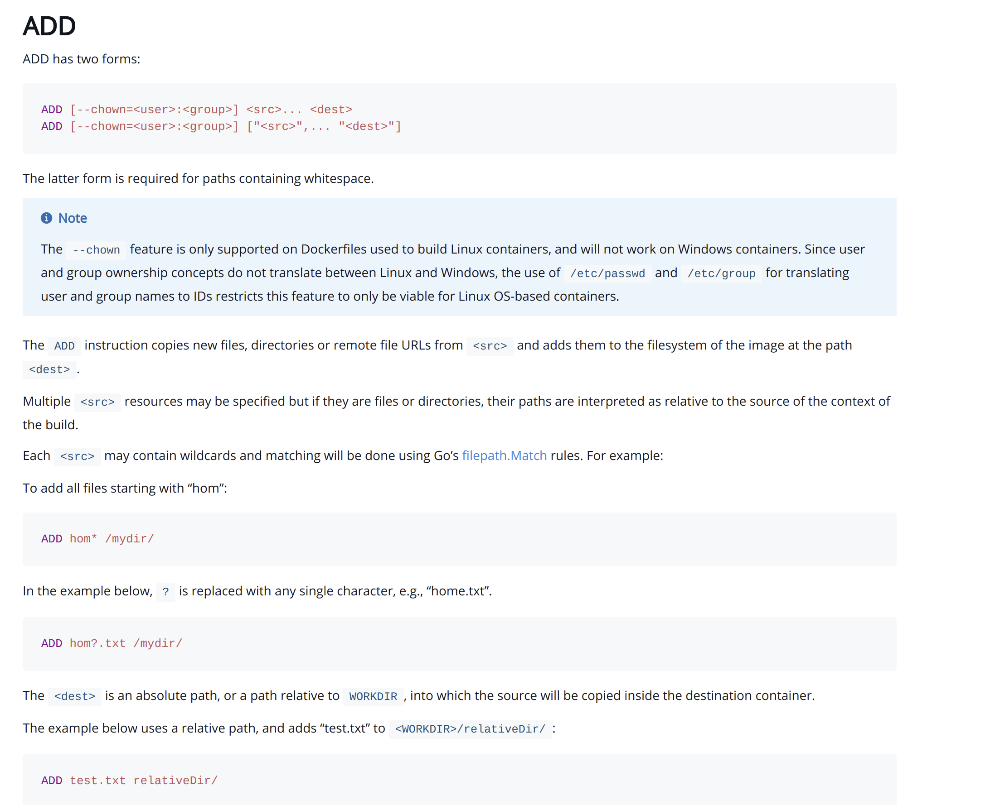 ADD
ADD has two forms:
ADD [--chown=<user>:<group>] <src>... <dest>
ADD [--chown=<user>:<group>] ["<src>",... "<dest>"]
The latter form is required for paths containing whitespace.
Note
The --chown feature is only supported on Dockerfiles used to build Linux containers, and will not work on Windows containers. Since user
and group ownership concepts do not translate between Linux and Windows, the use of /etc/passwd and /etc/group for translating
user and group names to IDs restricts this feature to only be viable for Linux OS-based containers.
The ADD instruction copies new files, directories or remote file URLs from <src> and adds them to the filesystem of the image at the path
<dest> .
Multiple <src> resources may be specified but if they are files or directories, their paths are interpreted as relative to the source of the context of
the build.
Each <src> may contain wildcards and matching will be done using Go’s filepath.Match rules. For example:
To add all files starting with “hom”:
ADD hom* /mydir/
In the example below, ? is replaced with any single character, e.g., “home.txt”.
ADD hom?.txt /mydir/
The <dest> is an absolute path, or a path relative to WORKDIR , into which the source will be copied inside the destination container.
The example below uses a relative path, and adds “test.txt” to <WORKDIR>/relativeDir/ :
ADD test.txt relativeDir/